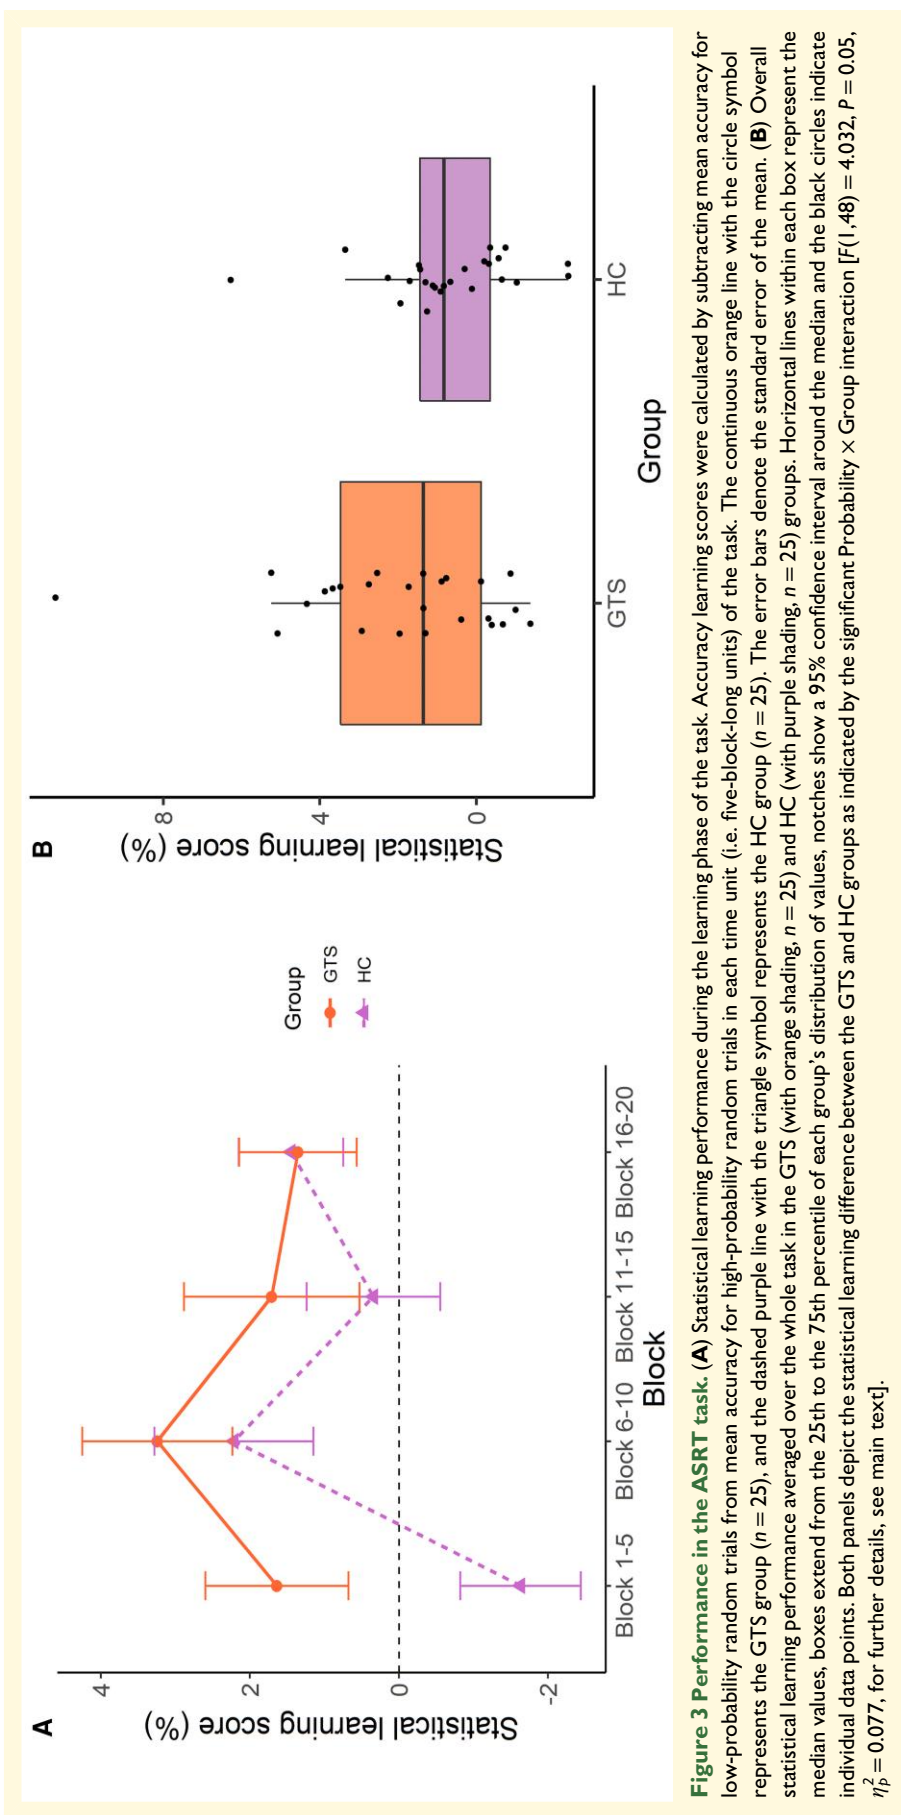 A
Statistical learning score (%)
4
2
0
-2
Block 1-5
Block 6-10
Block 11-15
Block 16-20
Block
Group
GTS
HC
B
Statistical learning score (%)
8
4
0
GTS
HC
Group
Figure 3 Performance in the ASRT task. (A) Statistical learning performance during the learning phase of the task. Accuracy learning scores were calculated by subtracting mean accuracy for
low-probability random trials from mean accuracy for high-probability random trials in each time unit (i.e. five-block-long units) of the task. The continuous orange line with the circle symbol
represents the GTS group (n = 25), and the dashed purple line with the triangle symbol represents the HC group (n = 25). The error bars denote the standard error of the mean. (B) Overall
statistical learning performance averaged over the whole task in the GTS (with orange shading, n = 25) and HC (with purple shading, n = 25) groups. Horizontal lines within each box represent the
median values, boxes extend from the 25th to the 75th percentile of each group's distribution of values, notches show a 95% confidence interval around the median and the black circles indicate
individual data points. Both panels depict the statistical learning difference between the GTS and HC groups as indicated by the significant Probability × Group interaction [F(1,48) = 4.032, P = 0.05,
η²ₚ = 0.077, for further details, see main text].